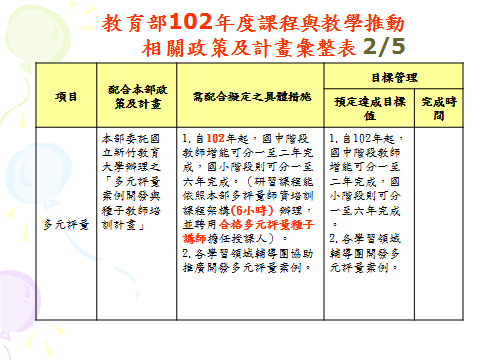 教育部102年度課程與教學推動
相關政策及計畫彙整表 2/5
項目
配合本部政
策及計畫
需配合擬定之具體措施
目標管理
預定達成目標
值
完成時
間
多元評量
本部委託國
立新竹教育
大學辦理之
「多元評量
案例開發與
種子教師培
訓計畫」
1.自102年起，國中階段
教師增能可分一至二年完
成，國小階段則可分一至
六年完成。（研習課程能
依照本部多評量師資培訓
課程架構(6小時)辦理，
並聘用合格多元評量種子
講師擔任授課人）。
2.各學習領域輔導團協助
推廣開發多元評量案例。
1.自102年起，
國中階段教師
增能可分一至
二年完成，國
小階段則可分
一至六年完成
。
2.各學習領域
輔導團開發多
元評量案例。